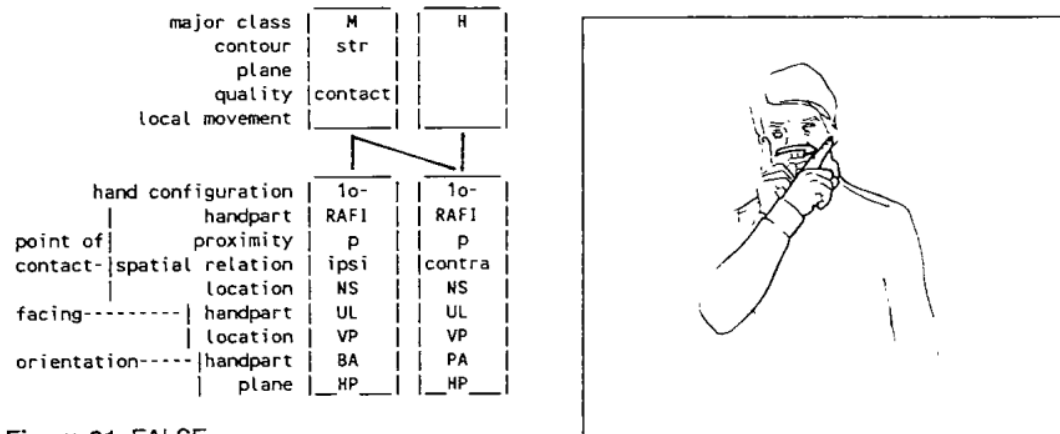 major class M H
contour str
plane
quality contact
local movement
hand configuration 1o- 1o-
handpart RAFI RAFI
point of proximity p p
contact- spatial relation ipsi contra
location NS NS
facing--------- handpart UL UL
location VP VP
orientation----- handpart BA PA
plane HP HP